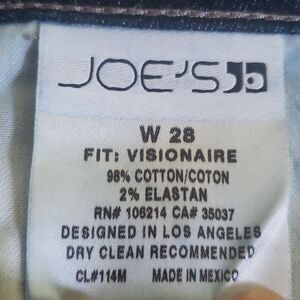 JOE'S
W 28
FIT: VISIONAIRE
98% COTTON/COTON
2% ELASTAN
RN# 106214 CA# 35037
DESIGNED IN LOS ANGELES
DRY CLEAN RECOMMENDED
CL#114M MADE IN MEXICO